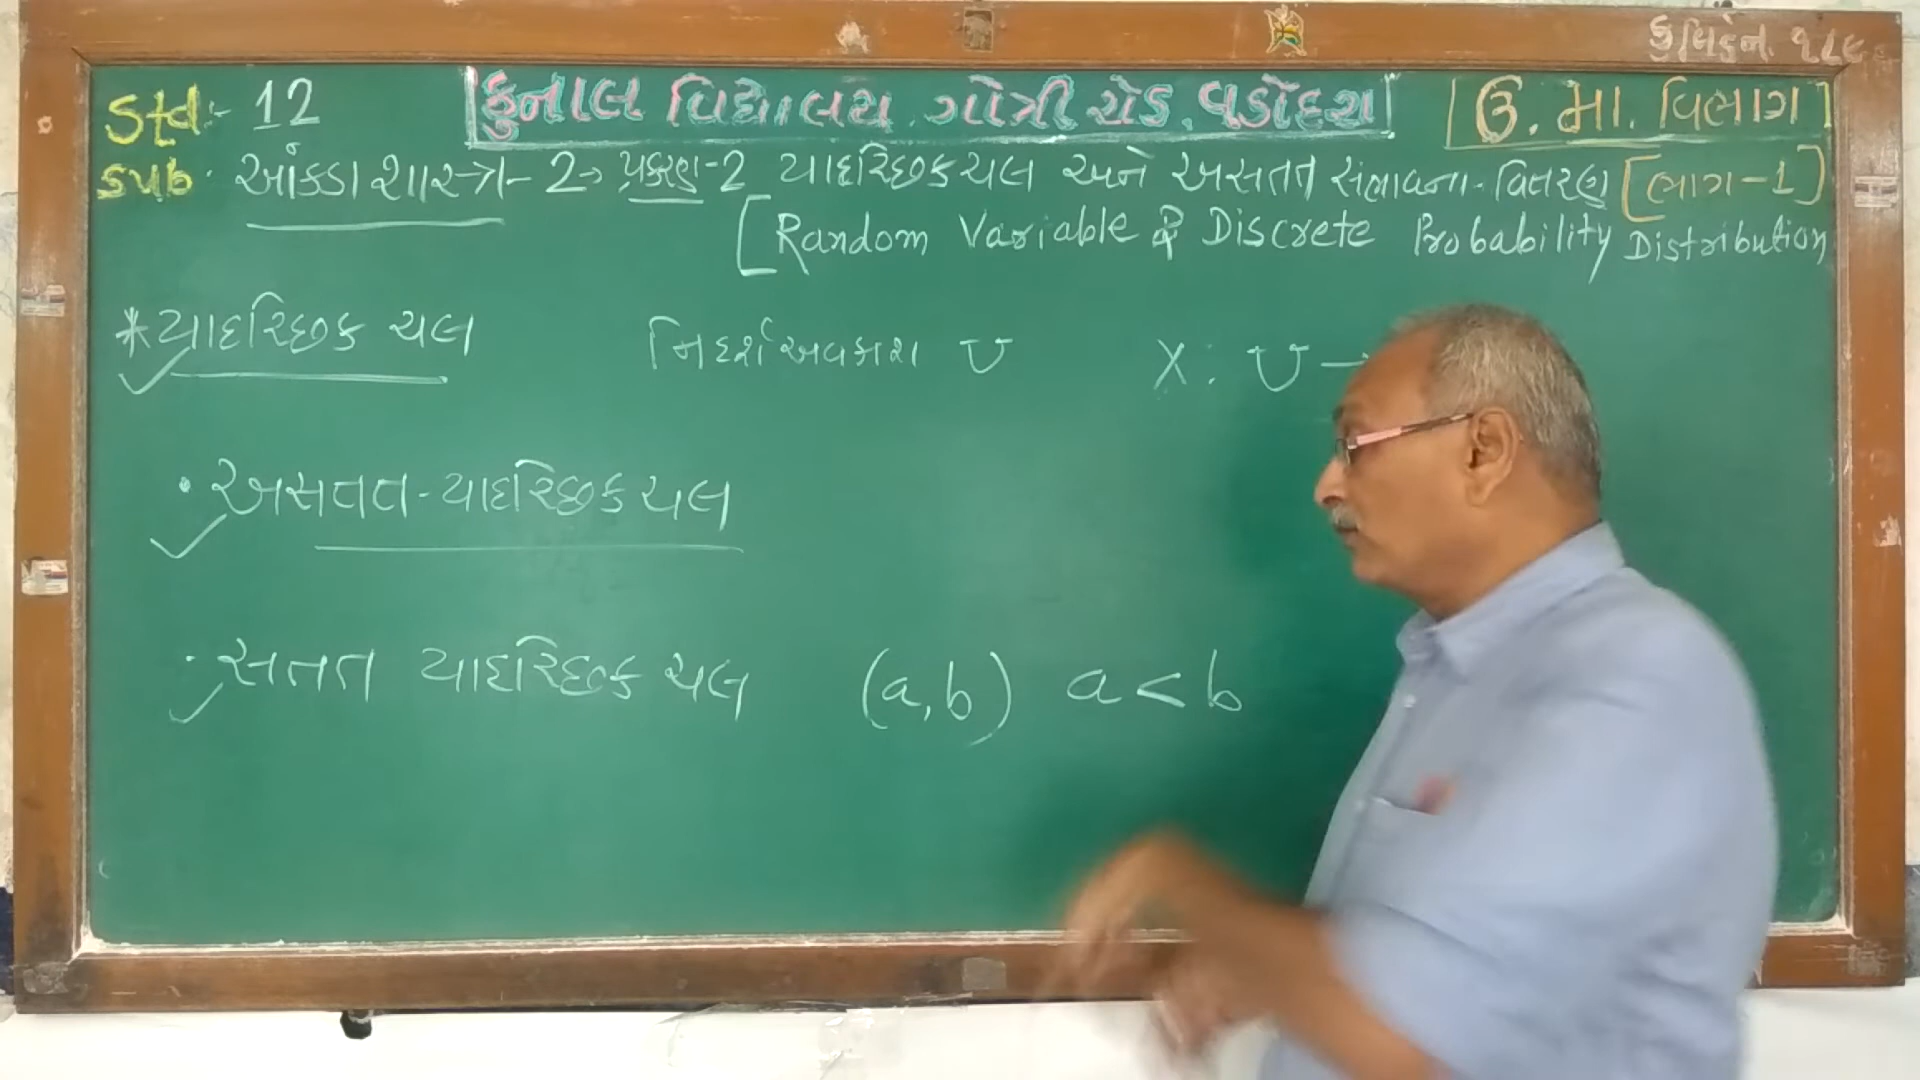 Std:- 12 કુનાલ વિદ્યાલય. ગોત્રી રોડ. વડોદરા ઉ. મા. વિભાગ
Sub: આંકડાશાસ્ત્ર-2 → પ્રકરણ-2 યાદચ્છિક ચલ અને અસતત સંભાવના-વિતરણ [ભાગ-1]
[Random Variable & Discrete Probability Distribution
*યાદચ્છિક ચલ નિદર્શઅવકાશ U X: U →
· અસતત-યાદચ્છિક ચલ
· સતત યાદચ્છિક ચલ (a,b) a<b